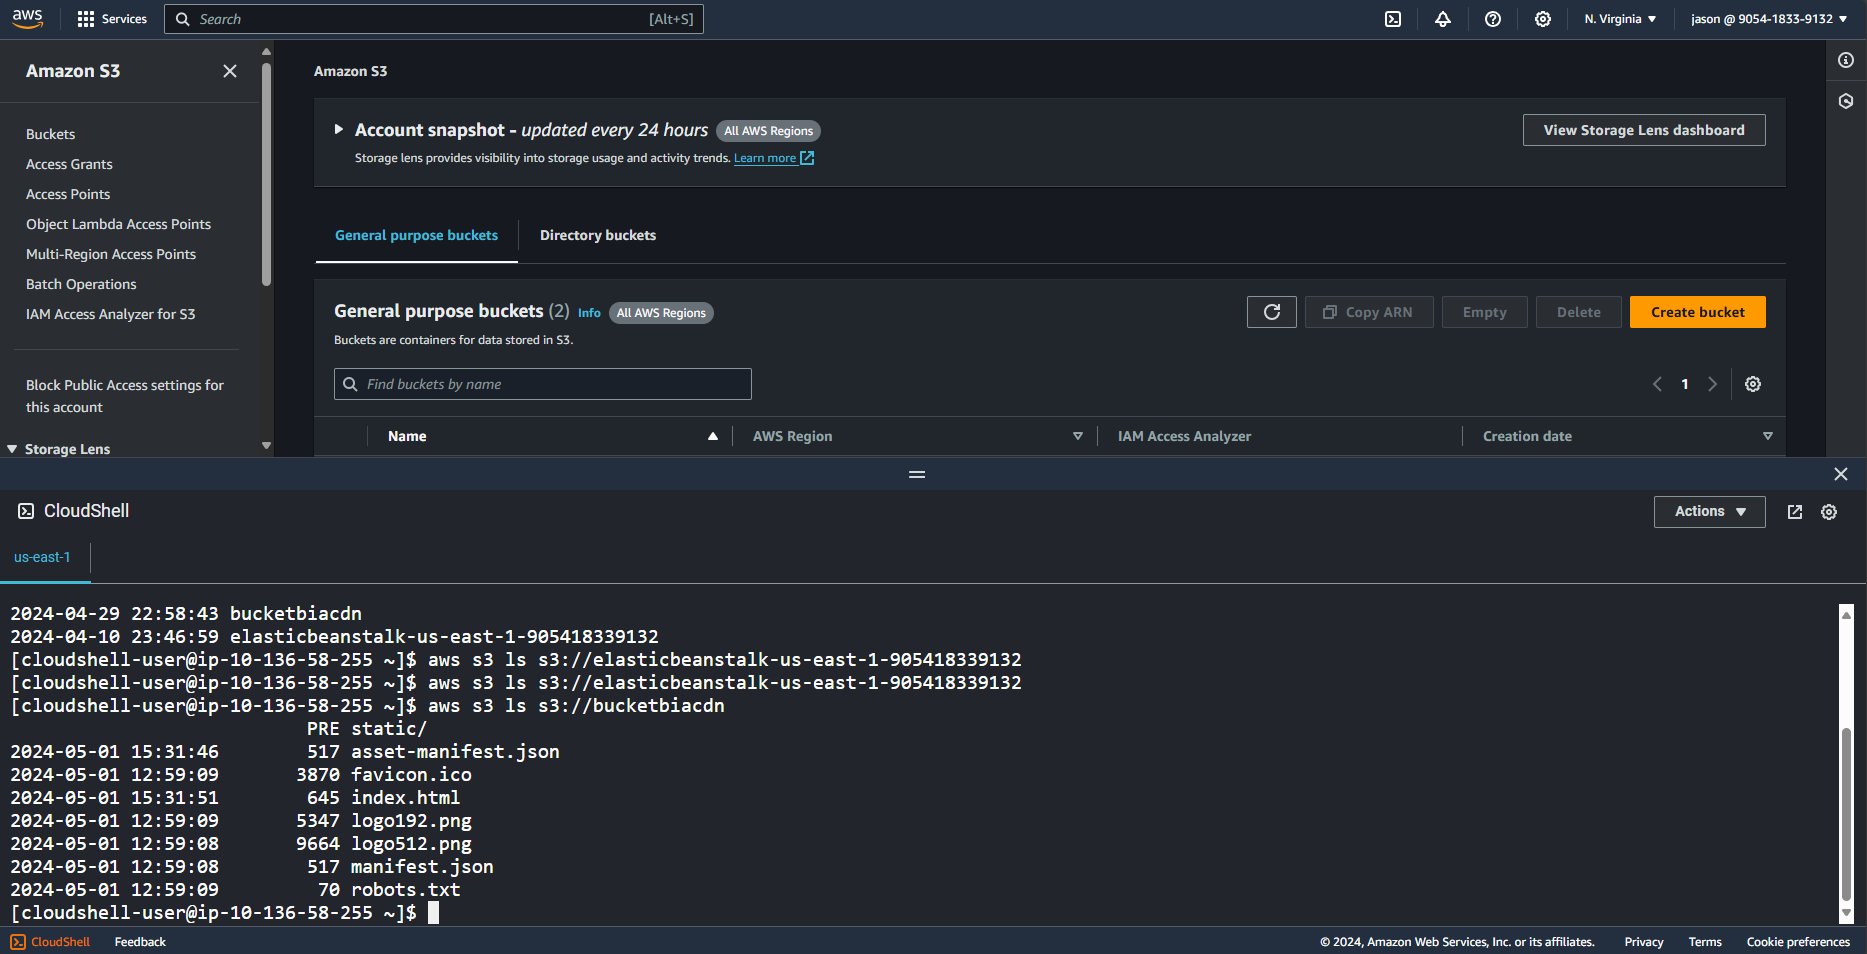 aws
Services
Search [Alt+S]
N. Virginia
jason @ 9054-1833-9132
Amazon S3
Buckets
Access Grants
Access Points
Object Lambda Access Points
Multi-Region Access Points
Batch Operations
IAM Access Analyzer for S3
Block Public Access settings for
this account
Storage Lens
Amazon S3
Account snapshot - updated every 24 hours All AWS Regions
Storage lens provides visibility into storage usage and activity trends. Learn more
View Storage Lens dashboard
General purpose buckets
Directory buckets
General purpose buckets (2) Info All AWS Regions
Buckets are containers for data stored in S3.
Copy ARN
Empty
Delete
Create bucket
Find buckets by name
1
Name
AWS Region
IAM Access Analyzer
Creation date
CloudShell
Actions
us-east-1
2024-04-29 22:58:43 bucketbiacdn
2024-04-10 23:46:59 elasticbeanstalk-us-east-1-905418339132
[cloudshell-user@ip-10-136-58-255 ~]$ aws s3 ls s3://elasticbeanstalk-us-east-1-905418339132
[cloudshell-user@ip-10-136-58-255 ~]$ aws s3 ls s3://elasticbeanstalk-us-east-1-905418339132
[cloudshell-user@ip-10-136-58-255 ~]$ aws s3 ls s3://bucketbiacdn
PRE static/
2024-05-01 15:31:46 517 asset-manifest.json
2024-05-01 12:59:09 3870 favicon.ico
2024-05-01 15:31:51 645 index.html
2024-05-01 12:59:09 5347 logo192.png
2024-05-01 12:59:08 9664 logo512.png
2024-05-01 12:59:08 517 manifest.json
2024-05-01 12:59:09 70 robots.txt
[cloudshell-user@ip-10-136-58-255 ~]$
CloudShell
Feedback
© 2024, Amazon Web Services, Inc. or its affiliates.
Privacy
Terms
Cookie preferences